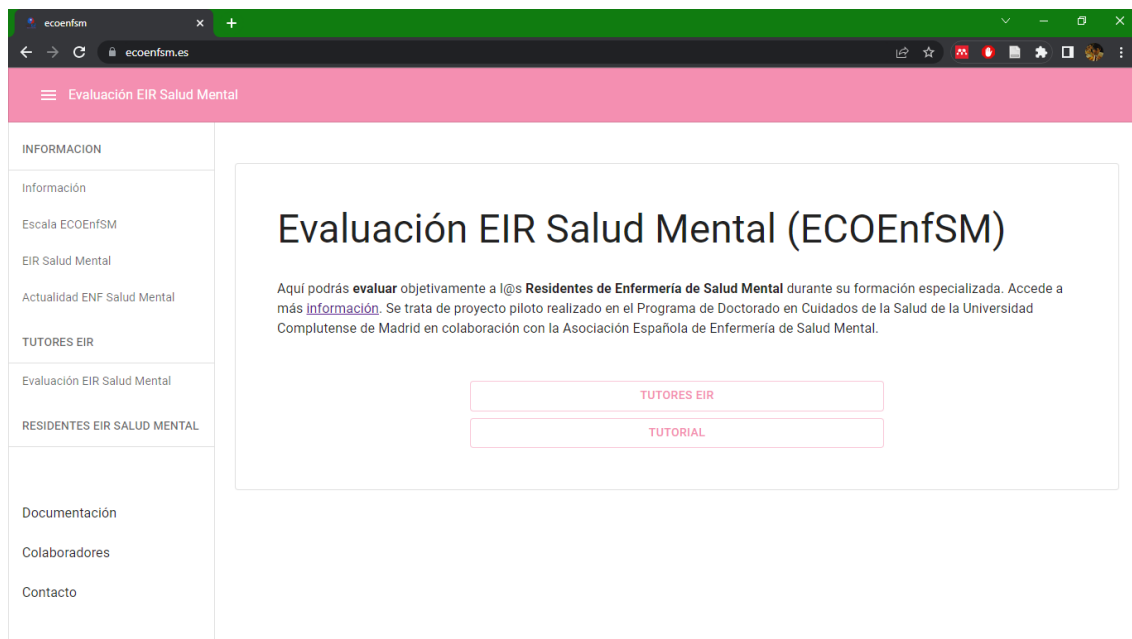 ecoenfsm
ecoenfsm.es
Evaluación EIR Salud Mental
INFORMACION
Información
Escala ECOEnfSM
EIR Salud Mental
Actualidad ENF Salud Mental
TUTORES EIR
Evaluación EIR Salud Mental
RESIDENTES EIR SALUD MENTAL
Documentación
Colaboradores
Contacto
Evaluación EIR Salud Mental (ECOEnfSM)
Aquí podrás evaluar objetivamente a l@s Residentes de Enfermería de Salud Mental durante su formación especializada. Accede a
más información. Se trata de proyecto piloto realizado en el Programa de Doctorado en Cuidados de la Salud de la Universidad
Complutense de Madrid en colaboración con la Asociación Española de Enfermería de Salud Mental.
TUTORES EIR
TUTORIAL